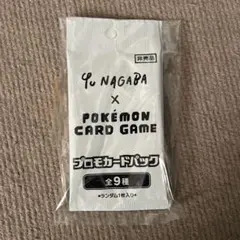 非売品
YU NAGABA
×
POKÉMON
CARD GAME
プロモカードパック
全9種
*ランダム1枚入り*